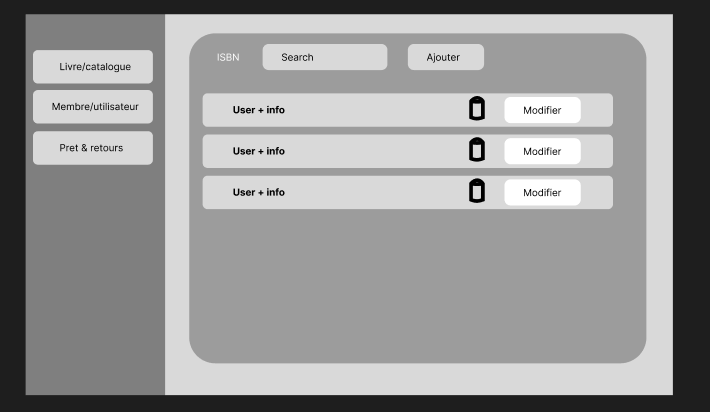 Livre/catalogue
Membre/utilisateur
Pret & retours
ISBN Search Ajouter
User + info Modifier
User + info Modifier
User + info Modifier